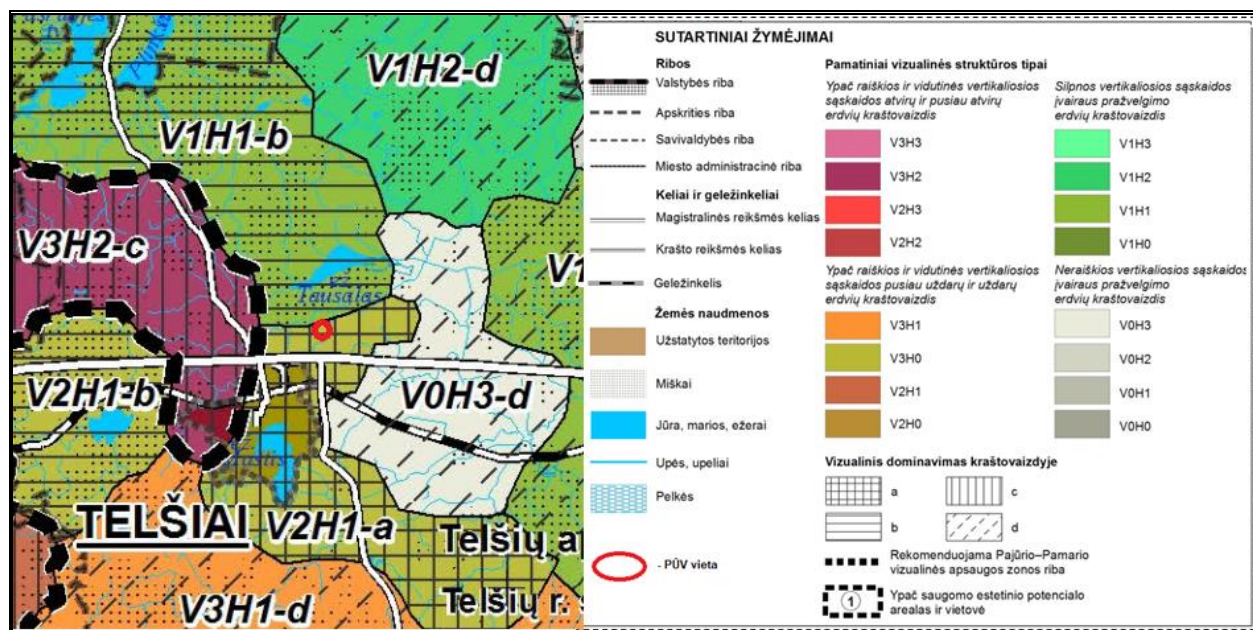 V1H2-d
V1H1-b
V3H2-c
V1
Tausalas
V2H1-b
V0H3-d
TELŠIAI
V2H1-a
Telšių a
V3H1-d
Telšių r. s
SUTARTINIAI ŽYMĖJIMAI
Ribos
Valstybės riba
Apskrities riba
Savivaldybės riba
Miesto administracinė riba
Keliai ir geležinkeliai
Magistralinės reikšmės kelias
Krašto reikšmės kelias
Geležinkelis
Žemės naudmenos
Užstatytos teritorijos
Miškai
Jūra, marios, ežerai
Upės, upeliai
Pelkės
- PŪV vieta
Pamatiniai vizualinės struktūros tipai
Ypač raiškios ir vidutinės vertikaliosios
sąskaidos atvirų ir pusiau atvirų
erdvių kraštovaizdis
V3H3
V3H2
V2H3
V2H2
Ypač raiškios ir vidutinės vertikaliosios
sąskaidos pusiau uždarų ir uždarų
erdvių kraštovaizdis
V3H1
V3H0
V2H1
V2H0
Silpnos vertikaliosios sąskaidos
įvairaus pražvelgimo
erdvių kraštovaizdis
V1H3
V1H2
V1H1
V1H0
Neraiškios vertikaliosios sąskaidos
įvairaus pražvelgimo
erdvių kraštovaizdis
V0H3
V0H2
V0H1
V0H0
Vizualinis dominavimas kraštovaizdyje
a
c
b
d
Rekomenduojama Pajūrio–Pamario
vizualinės apsaugos zonos riba
1
Ypač saugomo estetinio potencialo
arealas ir vietovė